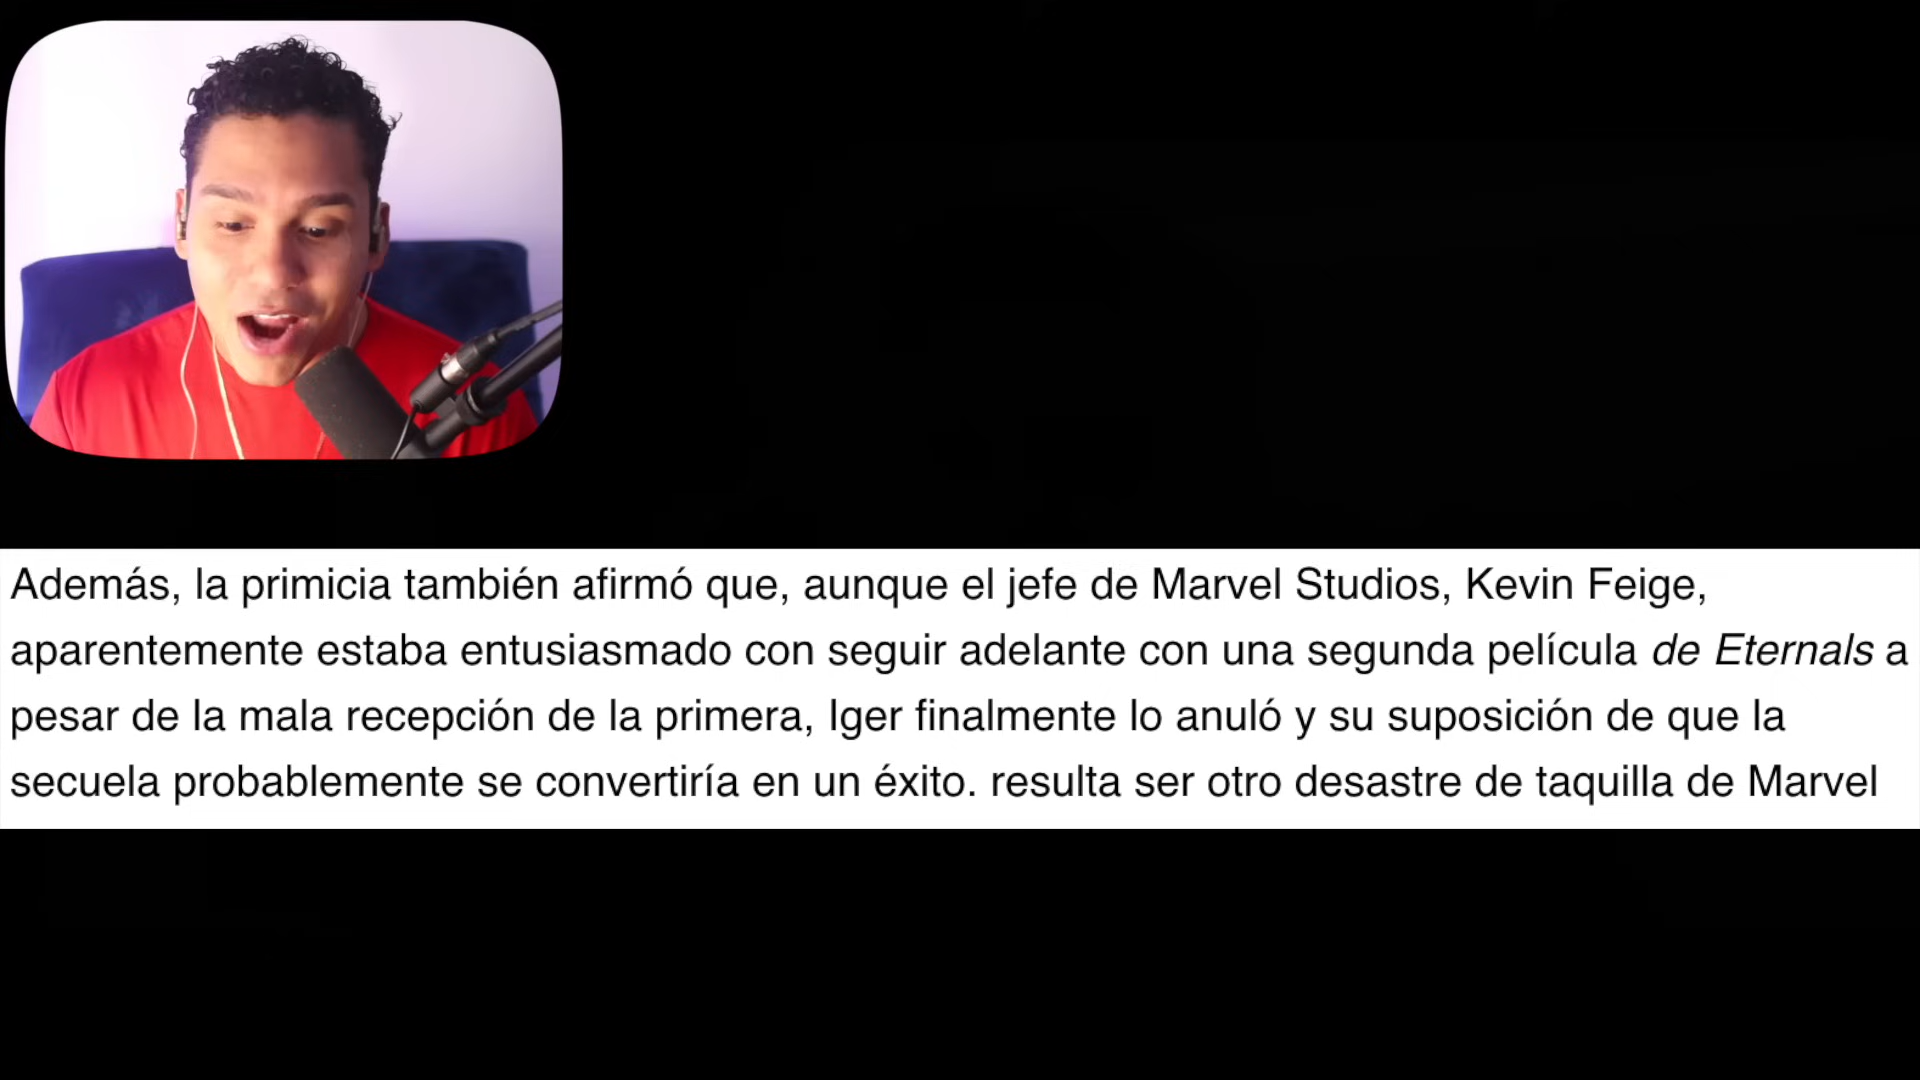 Además, la primicia también afirmó que, aunque el jefe de Marvel Studios, Kevin Feige,
aparentemente estaba entusiasmado con seguir adelante con una segunda película de Eternals a
pesar de la mala recepción de la primera, Iger finalmente lo anuló y su suposición de que la
secuela probablemente se convertiría en un éxito. resulta ser otro desastre de taquilla de Marvel